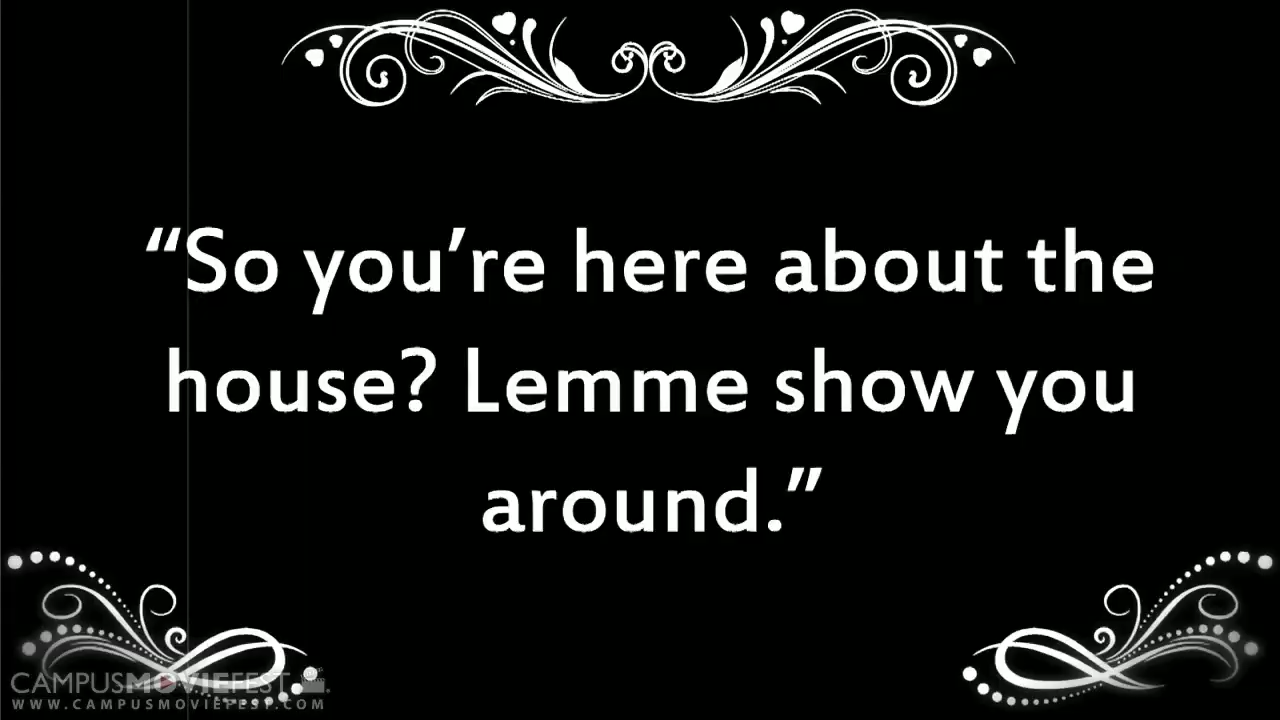 “So you’re here about the
house? Lemme show you
around.”
CAMPUSMOVIEFEST
WWW.CAMPUSMOVIEFEST.COM